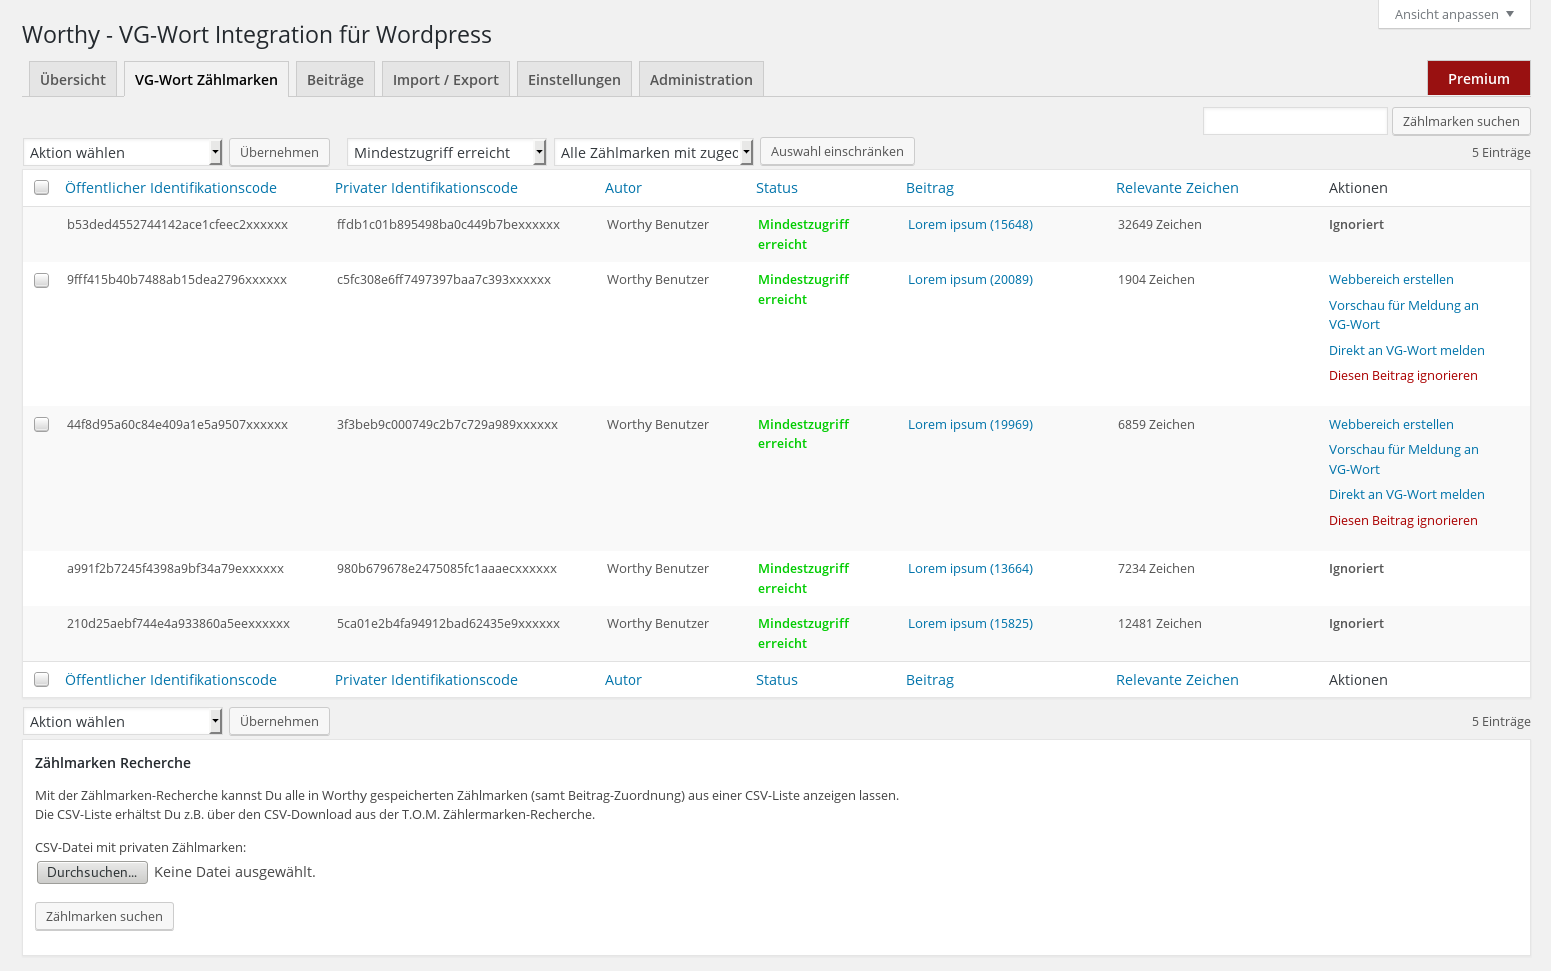 Ansicht anpassen
Worthy - VG-Wort Integration für Wordpress
Übersicht VG-Wort Zählmarken Beiträge Import / Export Einstellungen Administration Premium
Zählmarken suchen
Aktion wählen Übernehmen Mindestzugriff erreicht Alle Zählmarken mit zugeo Auswahl einschränken 5 Einträge
Öffentlicher Identifikationscode Privater Identifikationscode Autor Status Beitrag Relevante Zeichen Aktionen
b53ded4552744142ace1cfeec2xxxxxx ffdb1c01b895498ba0c449b7bexxxxxx Worthy Benutzer Mindestzugriff Lorem ipsum (15648) 32649 Zeichen Ignoriert
erreicht
9fff415b40b7488ab15dea2796xxxxxx c5fc308e6ff7497397baa7c393xxxxxx Worthy Benutzer Mindestzugriff Lorem ipsum (20089) 1904 Zeichen Webbereich erstellen
erreicht
Vorschau für Meldung an
VG-Wort
Direkt an VG-Wort melden
Diesen Beitrag ignorieren
44f8d95a60c84e409a1e5a9507xxxxxx 3f3beb9c000749c2b7c729a989xxxxxx Worthy Benutzer Mindestzugriff Lorem ipsum (19969) 6859 Zeichen Webbereich erstellen
erreicht
Vorschau für Meldung an
VG-Wort
Direkt an VG-Wort melden
Diesen Beitrag ignorieren
a991f2b7245f4398a9bf34a79exxxxxx 980b679678e2475085fc1aaaecxxxxxx Worthy Benutzer Mindestzugriff Lorem ipsum (13664) 7234 Zeichen Ignoriert
erreicht
210d25aebf744e4a933860a5eexxxxxx 5ca01e2b4fa94912bad62435e9xxxxxx Worthy Benutzer Mindestzugriff Lorem ipsum (15825) 12481 Zeichen Ignoriert
erreicht
Öffentlicher Identifikationscode Privater Identifikationscode Autor Status Beitrag Relevante Zeichen Aktionen
Aktion wählen Übernehmen 5 Einträge
Zählmarken Recherche
Mit der Zählmarken-Recherche kannst Du alle in Worthy gespeicherten Zählmarken (samt Beitrag-Zuordnung) aus einer CSV-Liste anzeigen lassen.
Die CSV-Liste erhältst Du z.B. über den CSV-Download aus der T.O.M. Zählermarken-Recherche.
CSV-Datei mit privaten Zählmarken:
Durchsuchen... Keine Datei ausgewählt.
Zählmarken suchen